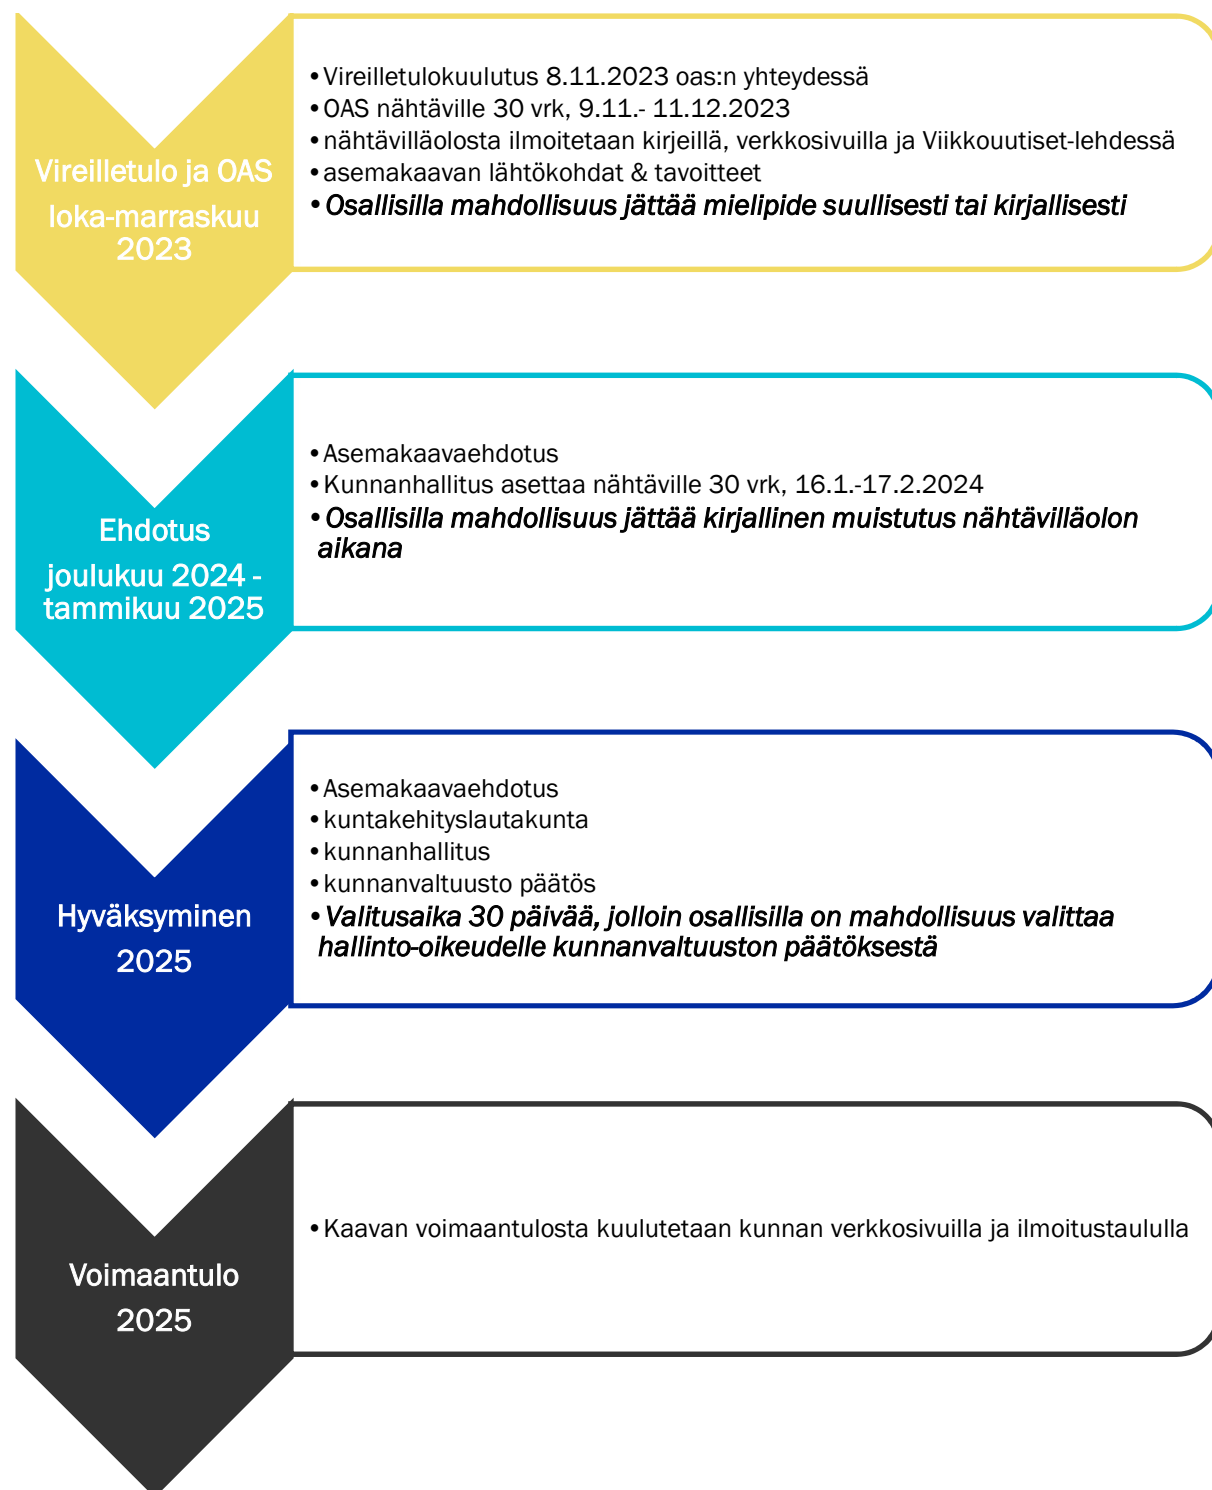 Vireilletulo ja OAS
loka-marraskuu
2023
•Vireilletulokuulutus 8.11.2023 oas:n yhteydessä
•OAS nähtäville 30 vrk, 9.11.- 11.12.2023
•nähtävilläolosta ilmoitetaan kirjeillä, verkkosivuilla ja Viikkouutiset-lehdessä
•asemakaavan lähtökohdat & tavoitteet
•Osallisilla mahdollisuus jättää mielipide suullisesti tai kirjallisesti
Ehdotus
joulukuu 2024 -
tammikuu 2025
•Asemakaavaehdotus
•Kunnanhallitus asettaa nähtäville 30 vrk, 16.1.-17.2.2024
•Osallisilla mahdollisuus jättää kirjallinen muistutus nähtävilläolon
aikana
Hyväksyminen
2025
•Asemakaavaehdotus
•kuntakehityslautakunta
•kunnanhallitus
•kunnanvaltuusto päätös
•Valitusaika 30 päivää, jolloin osallisilla on mahdollisuus valittaa
hallinto-oikeudelle kunnanvaltuuston päätöksestä
Voimaantulo
2025
•Kaavan voimaantulosta kuulutetaan kunnan verkkosivuilla ja ilmoitustaululla